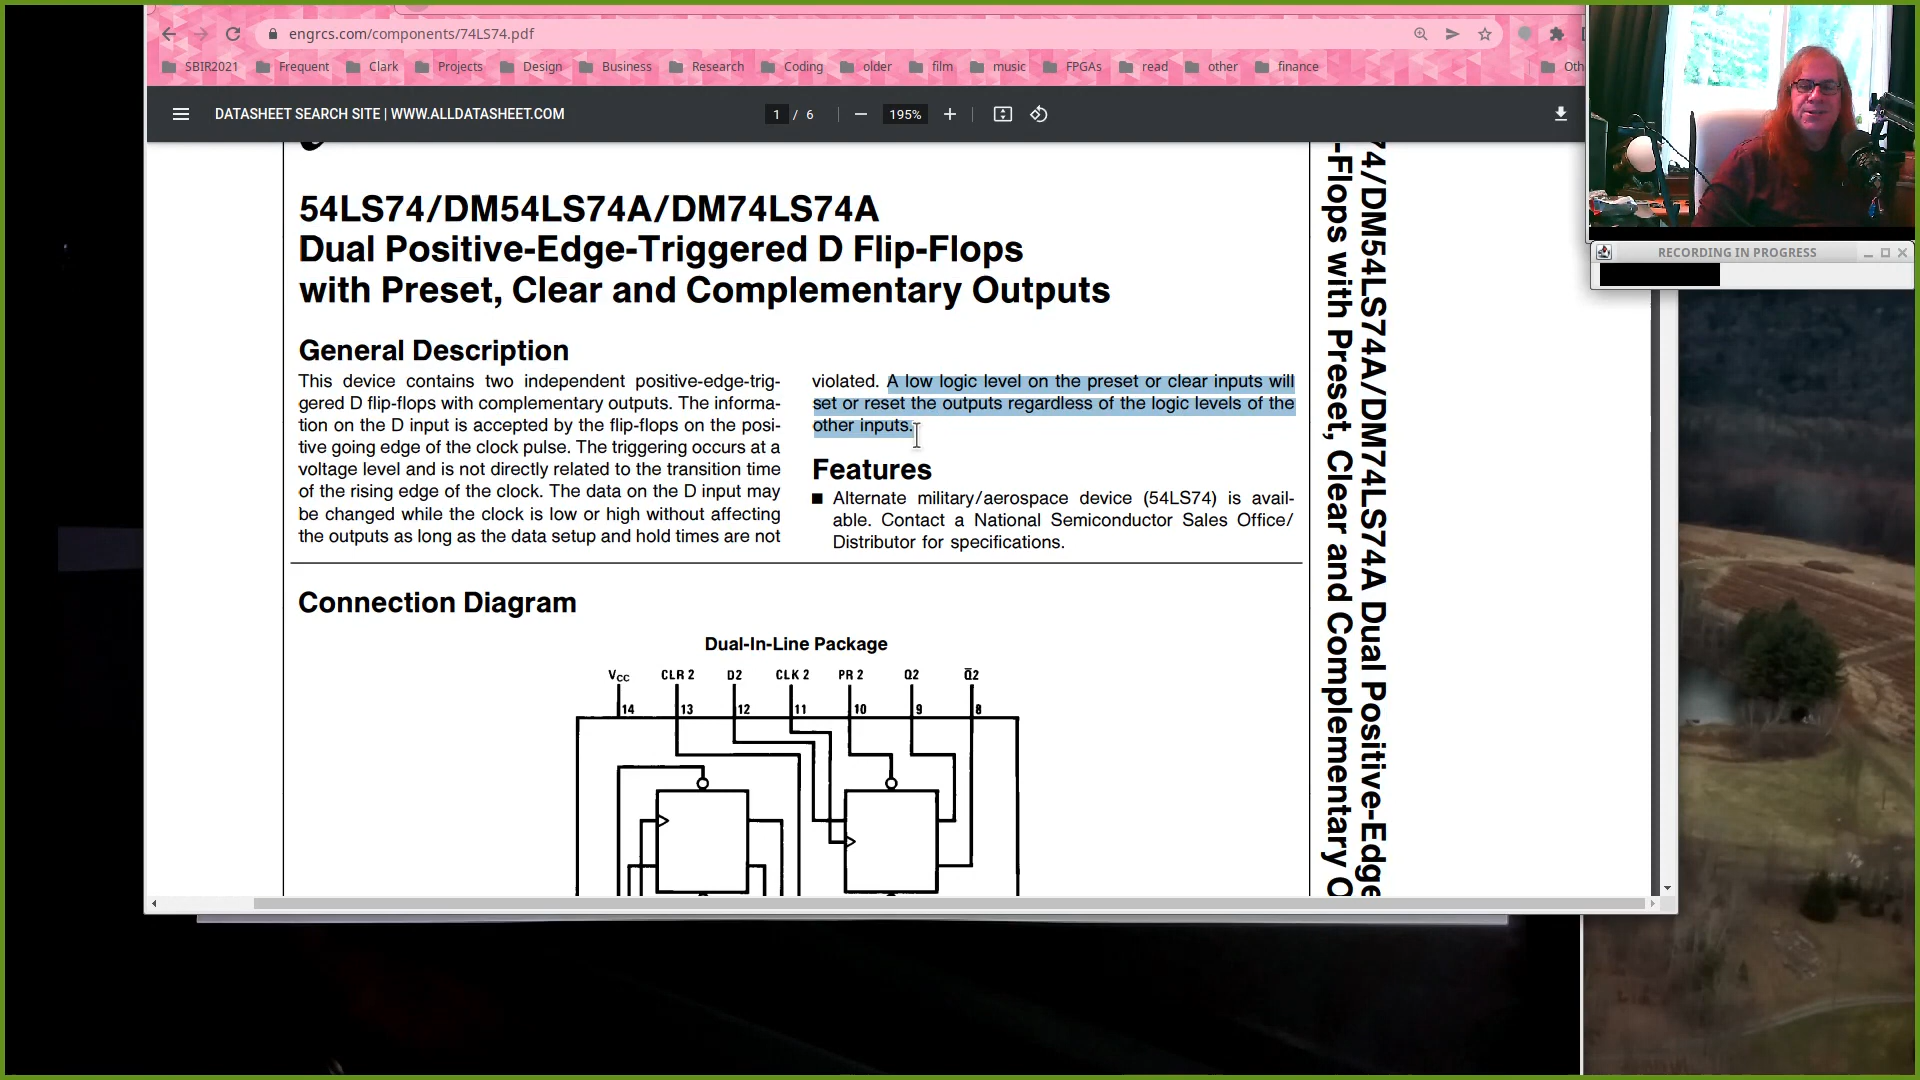 engrcs.com/components/74LS74.pdf
SBIR2021 Frequent Clark Projects Design Business Research Coding older film music FPGAs read other finance Oth
DATASHEET SEARCH SITE | WWW.ALLDATASHEET.COM
1 / 6 195%
RECORDING IN PROGRESS
54LS74/DM54LS74A/DM74LS74A
Dual Positive-Edge-Triggered D Flip-Flops
with Preset, Clear and Complementary Outputs
General Description
This device contains two independent positive-edge-trig-
gered D flip-flops with complementary outputs. The informa-
tion on the D input is accepted by the flip-flops on the posi-
tive going edge of the clock pulse. The triggering occurs at a
voltage level and is not directly related to the transition time
of the rising edge of the clock. The data on the D input may
be changed while the clock is low or high without affecting
the outputs as long as the data setup and hold times are not
violated. A low logic level on the preset or clear inputs will
set or reset the outputs regardless of the logic levels of the
other inputs.
Features
■ Alternate military/aerospace device (54LS74) is avail-
able. Contact a National Semiconductor Sales Office/
Distributor for specifications.
Connection Diagram
Dual-In-Line Package
VCC CLR 2 D2 CLK 2 PR 2 Q2 Q̅2
14 13 12 11 10 9 8
74/DM54LS74A/DM74LS74A Dual Positive-Edge
-Flops with Preset, Clear and Complementary O